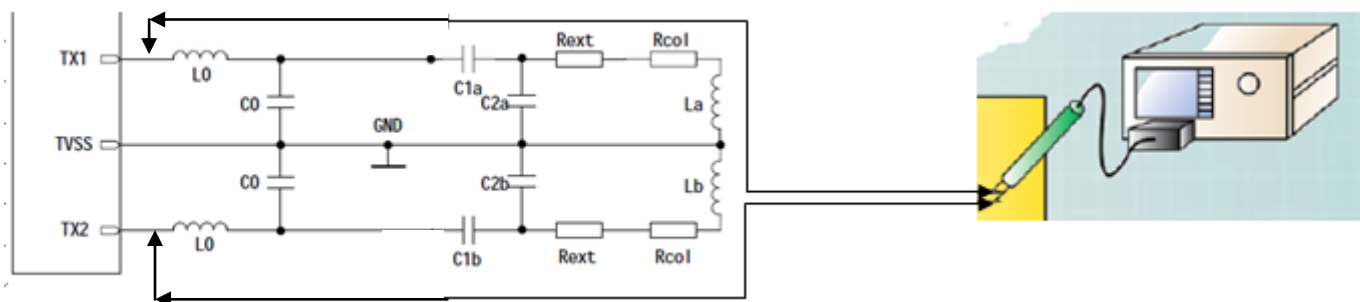 TX1
L0
C0
C1a
C2a
Rext
Rcol
La
TVSS
GND
C0
C2b
Lb
TX2
L0
C1b
Rext
Rcol